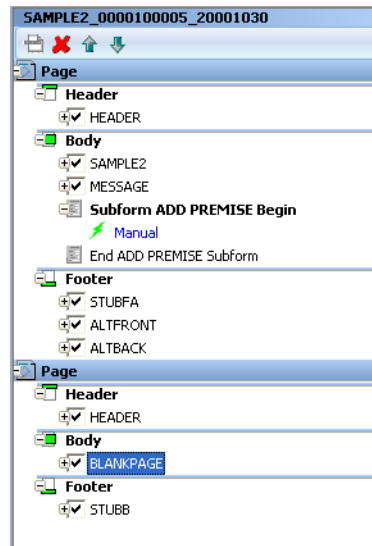 SAMPLE2_0000100005_20001030
Page
Header
HEADER
Body
SAMPLE2
MESSAGE
Subform ADD PREMISE Begin
Manual
End ADD PREMISE Subform
Footer
STUBFA
ALTFRONT
ALTBACK
Page
Header
HEADER
Body
BLANKPAGE
Footer
STUBB